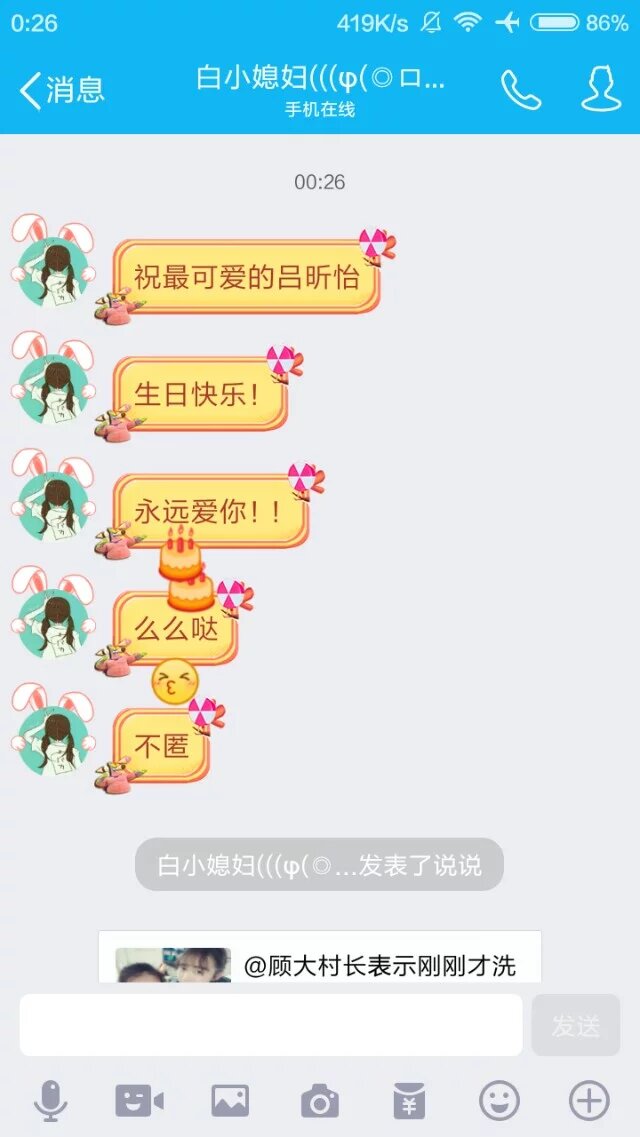 0:26 419K/s 86%
消息 白小媳妇(((φ(◎ロ...
手机在线
00:26
祝最可爱的吕昕怡
生日快乐！
永远爱你！！
么么哒
不匿
白小媳妇(((φ(◎...发表了说说
@顾大村长表示刚刚才洗
发送
¥